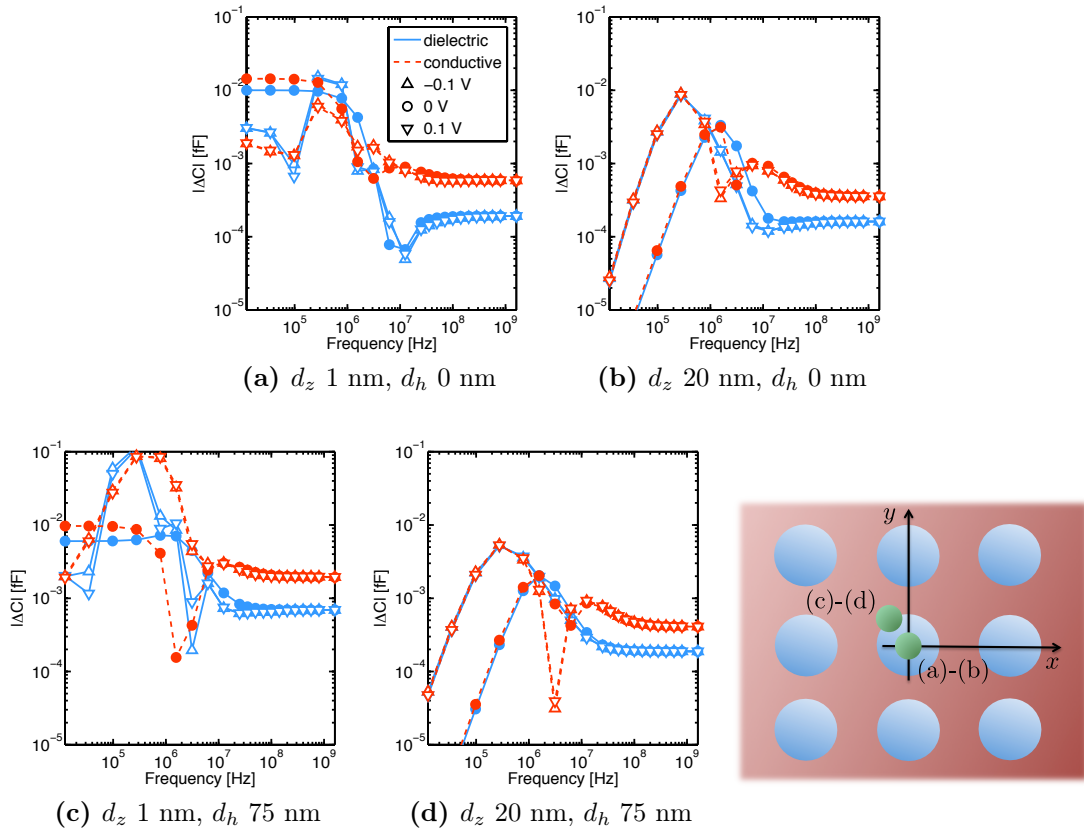 10^-1
10^-2
10^-3
10^-4
10^-5
|ΔC| [fF]
dielectric
conductive
−0.1 V
0 V
0.1 V
10^5 10^6 10^7 10^8 10^9
Frequency [Hz]
(a) d_z 1 nm, d_h 0 nm
10^-1
10^-2
10^-3
10^-4
10^-5
|ΔC| [fF]
10^5 10^6 10^7 10^8 10^9
Frequency [Hz]
(b) d_z 20 nm, d_h 0 nm
10^-1
10^-2
10^-3
10^-4
10^-5
|ΔC| [fF]
10^5 10^6 10^7 10^8 10^9
Frequency [Hz]
(c) d_z 1 nm, d_h 75 nm
10^-1
10^-2
10^-3
10^-4
10^-5
|ΔC| [fF]
10^5 10^6 10^7 10^8 10^9
Frequency [Hz]
(d) d_z 20 nm, d_h 75 nm
y
(c)-(d)
x
(a)-(b)